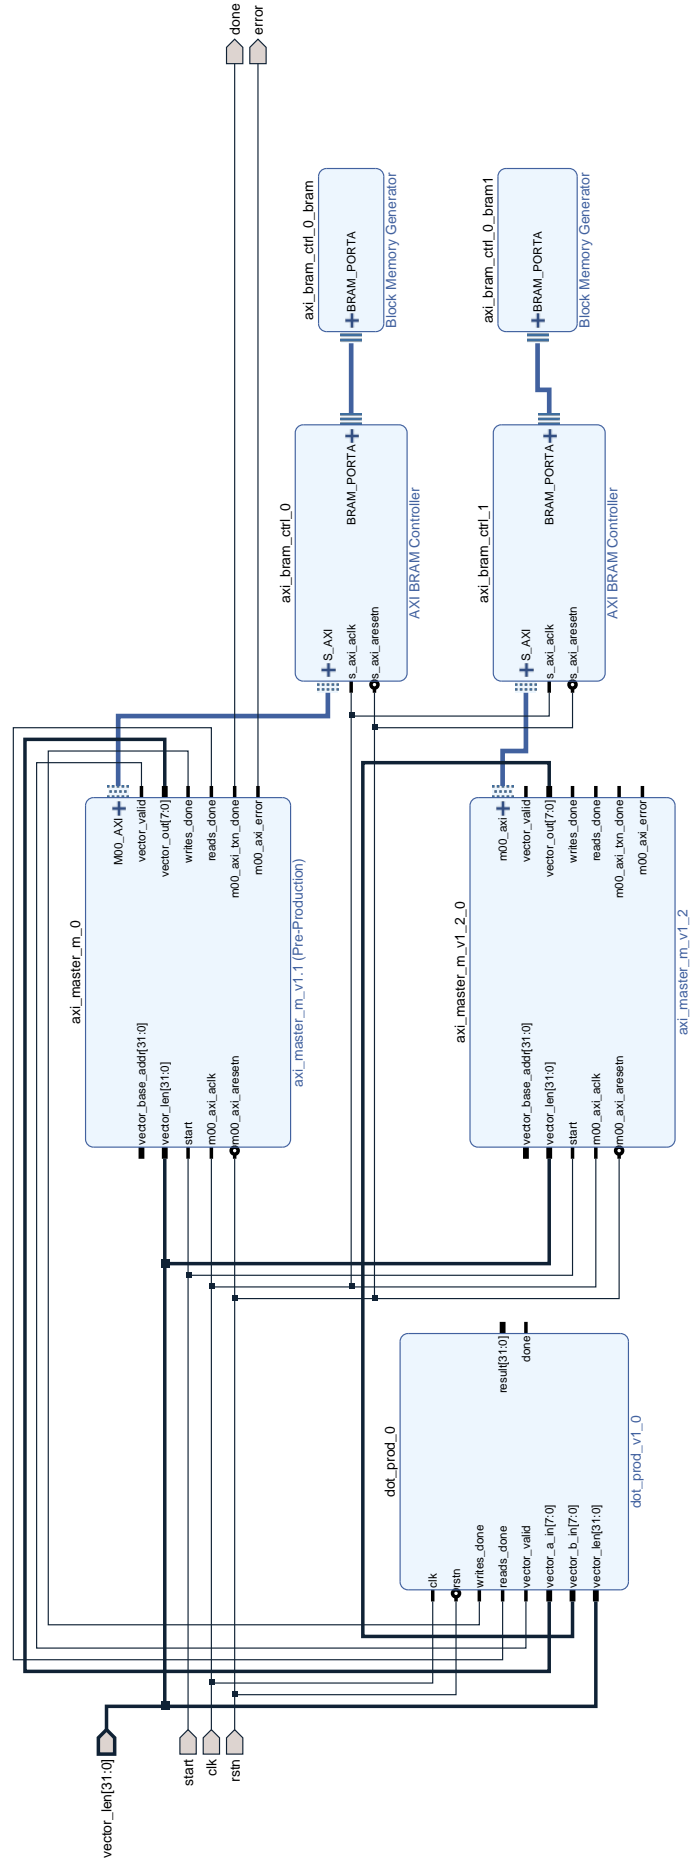 vector_len[31:0]
start
clk
rstn
dot_prod_0
clk
rstn
writes_done
reads_done
vector_valid
vector_a_in[7:0]
vector_b_in[7:0]
vector_len[31:0]
result[31:0]
done
dot_prod_v1_0
axi_master_m_0
vector_base_addr[31:0]
vector_len[31:0]
start
m00_axi_aclk
m00_axi_aresetn
M00_AXI
vector_valid
vector_out[7:0]
writes_done
reads_done
m00_axi_txn_done
m00_axi_error
axi_master_m_v1.1 (Pre-Production)
axi_master_m_v1_2_0
vector_base_addr[31:0]
vector_len[31:0]
start
m00_axi_aclk
m00_axi_aresetn
m00_axi
vector_valid
vector_out[7:0]
writes_done
reads_done
m00_axi_txn_done
m00_axi_error
axi_master_m_v1_2
axi_bram_ctrl_0
S_AXI
s_axi_aclk
s_axi_aresetn
BRAM_PORTA
AXI BRAM Controller
axi_bram_ctrl_1
S_AXI
s_axi_aclk
s_axi_aresetn
BRAM_PORTA
AXI BRAM Controller
axi_bram_ctrl_0_bram
BRAM_PORTA
Block Memory Generator
axi_bram_ctrl_0_bram1
BRAM_PORTA
Block Memory Generator
done
error